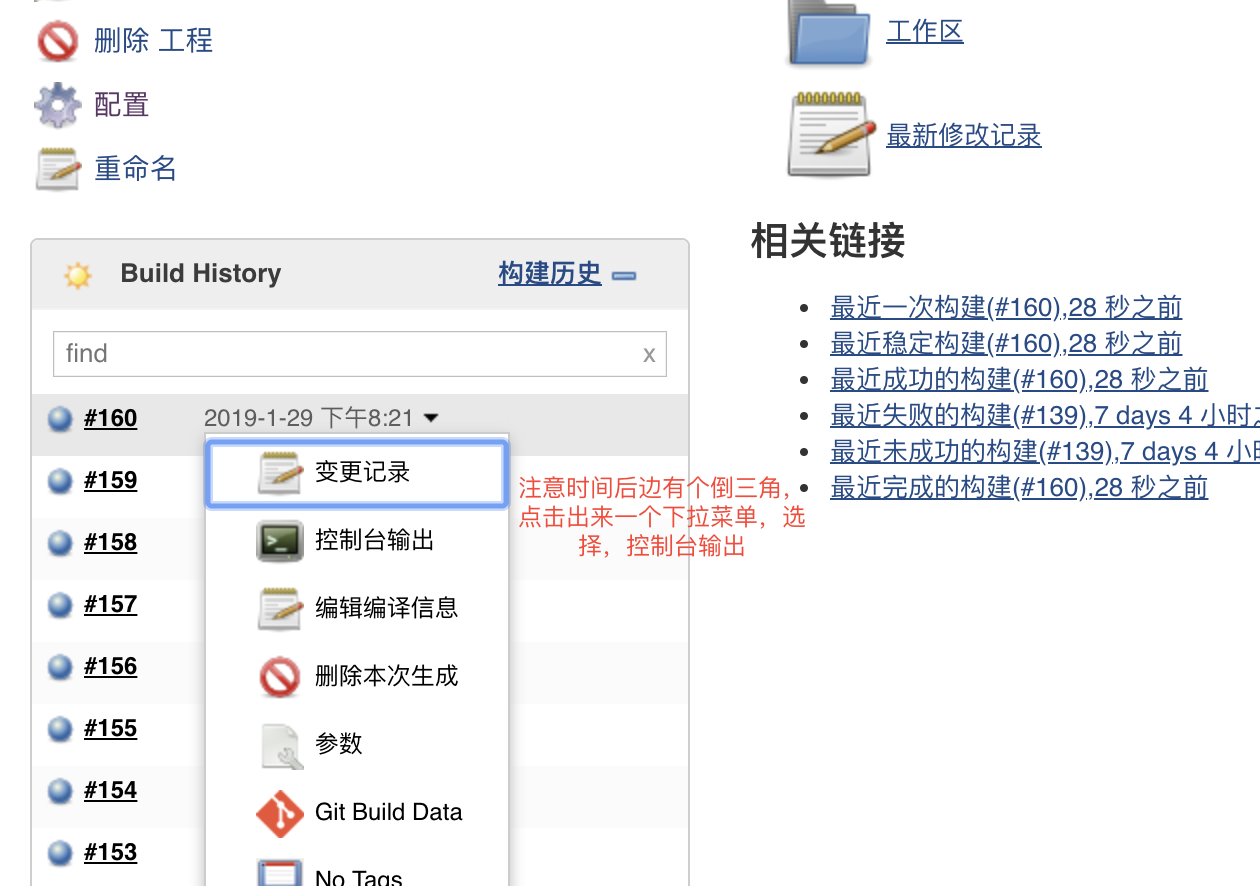 删除 工程
配置
重命名
工作区
最新修改记录
Build History
构建历史
find
x
#160
2019-1-29 下午8:21
变更记录
控制台输出
编辑编译信息
删除本次生成
参数
Git Build Data
No Tags
#159
#158
#157
#156
#155
#154
#153
注意时间后边有个倒三角，
点击出来一个下拉菜单，选
择，控制台输出
相关链接
最近一次构建(#160),28 秒之前
最近稳定构建(#160),28 秒之前
最近成功的构建(#160),28 秒之前
最近失败的构建(#139),7 days 4 小时
最近未成功的构建(#139),7 days 4 小
最近完成的构建(#160),28 秒之前